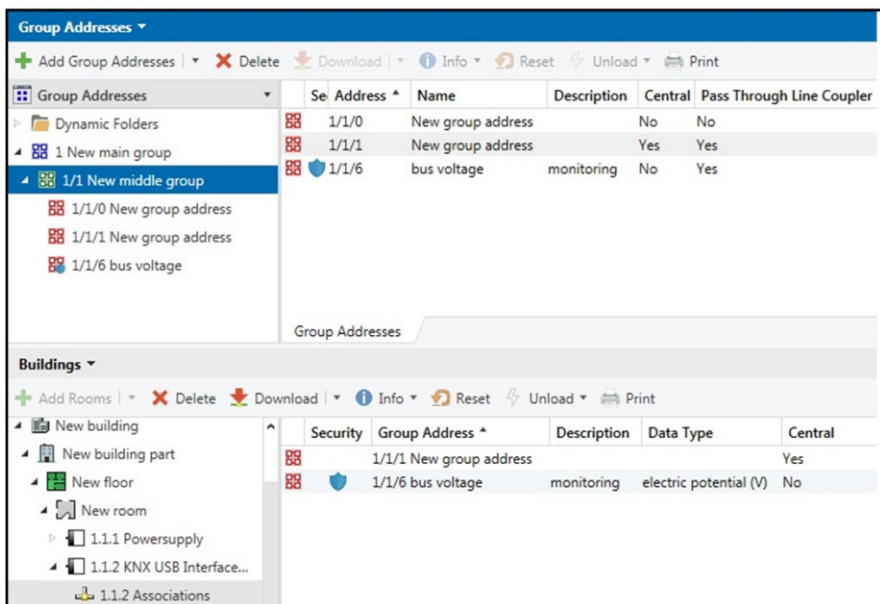 Group Addresses
Add Group Addresses Delete Download Info Reset Unload Print
Group Addresses
Dynamic Folders
1 New main group
1/1 New middle group
1/1/0 New group address
1/1/1 New group address
1/1/6 bus voltage
Se Address Name Description Central Pass Through Line Coupler
1/1/0 New group address No No
1/1/1 New group address Yes Yes
1/1/6 bus voltage monitoring No Yes
Group Addresses
Buildings
Add Rooms Delete Download Info Reset Unload Print
New building
New building part
New floor
New room
1.1.1 Powersupply
1.1.2 KNX USB Interface...
1.1.2 Associations
Security Group Address Description Data Type Central
1/1/1 New group address Yes
1/1/6 bus voltage monitoring electric potential (V) No